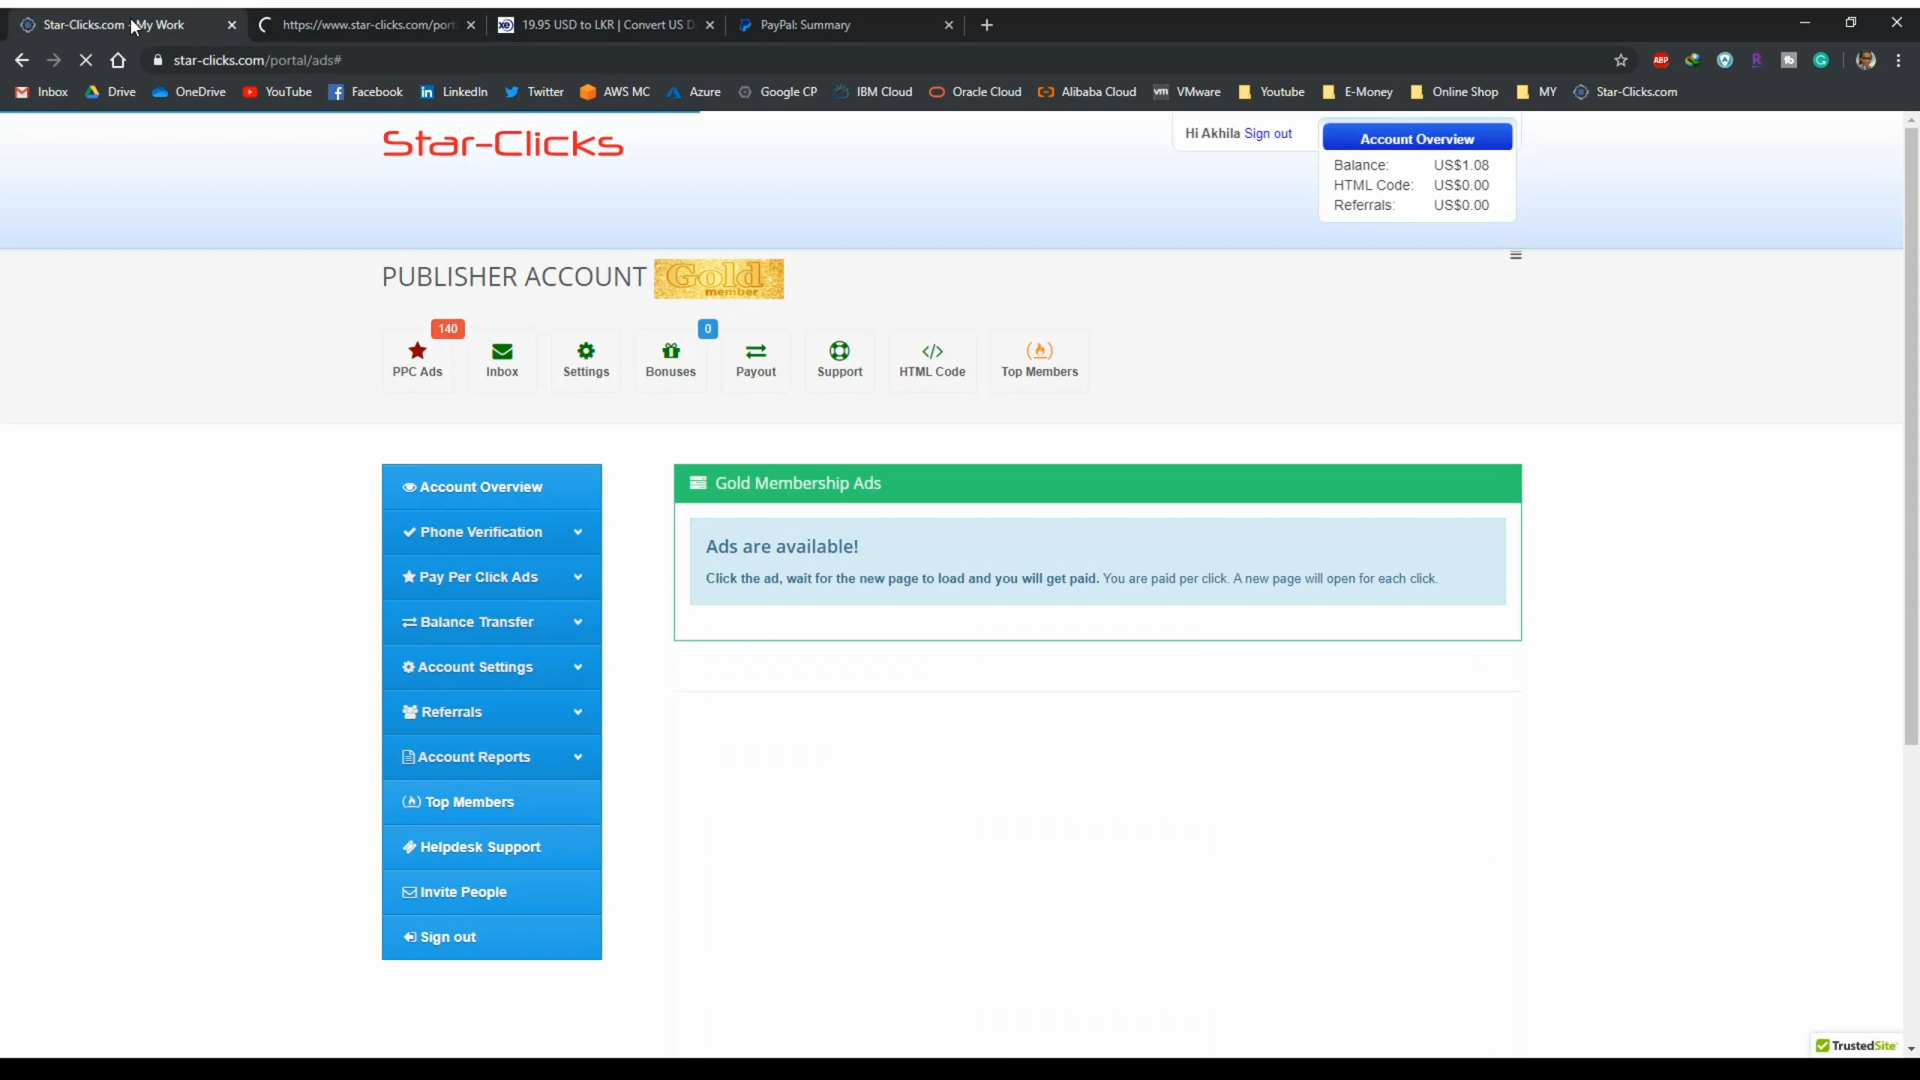 Star-Clicks.com - My Work
https://www.star-clicks.com/port
19.95 USD to LKR | Convert US D
PayPal: Summary
star-clicks.com/portal/ads#
Inbox Drive OneDrive YouTube Facebook LinkedIn Twitter AWS MC Azure Google CP IBM Cloud Oracle Cloud Alibaba Cloud VMware Youtube E-Money Online Shop MY Star-Clicks.com
Star-Clicks
Hi Akhila Sign out
Account Overview
Balance: US$1.08
HTML Code: US$0.00
Referrals: US$0.00
PUBLISHER ACCOUNT Gold member
140
0
PPC Ads Inbox Settings Bonuses Payout Support HTML Code Top Members
Account Overview
Phone Verification
Pay Per Click Ads
Balance Transfer
Account Settings
Referrals
Account Reports
Top Members
Helpdesk Support
Invite People
Sign out
Gold Membership Ads
Ads are available!
Click the ad, wait for the new page to load and you will get paid. You are paid per click. A new page will open for each click.
TrustedSite